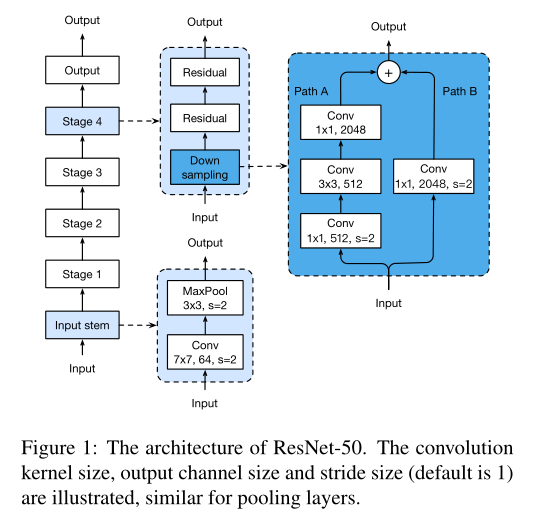 Output
Output
Stage 4
Stage 3
Stage 2
Stage 1
Input stem
Input
Output
Residual
Residual
Down
sampling
Input
Output
MaxPool
3x3, s=2
Conv
7x7, 64, s=2
Input
Output
+
Path A
Path B
Conv
1x1, 2048
Conv
3x3, 512
Conv
1x1, 2048, s=2
Conv
1x1, 512, s=2
Input
Figure 1: The architecture of ResNet-50. The convolution
kernel size, output channel size and stride size (default is 1)
are illustrated, similar for pooling layers.